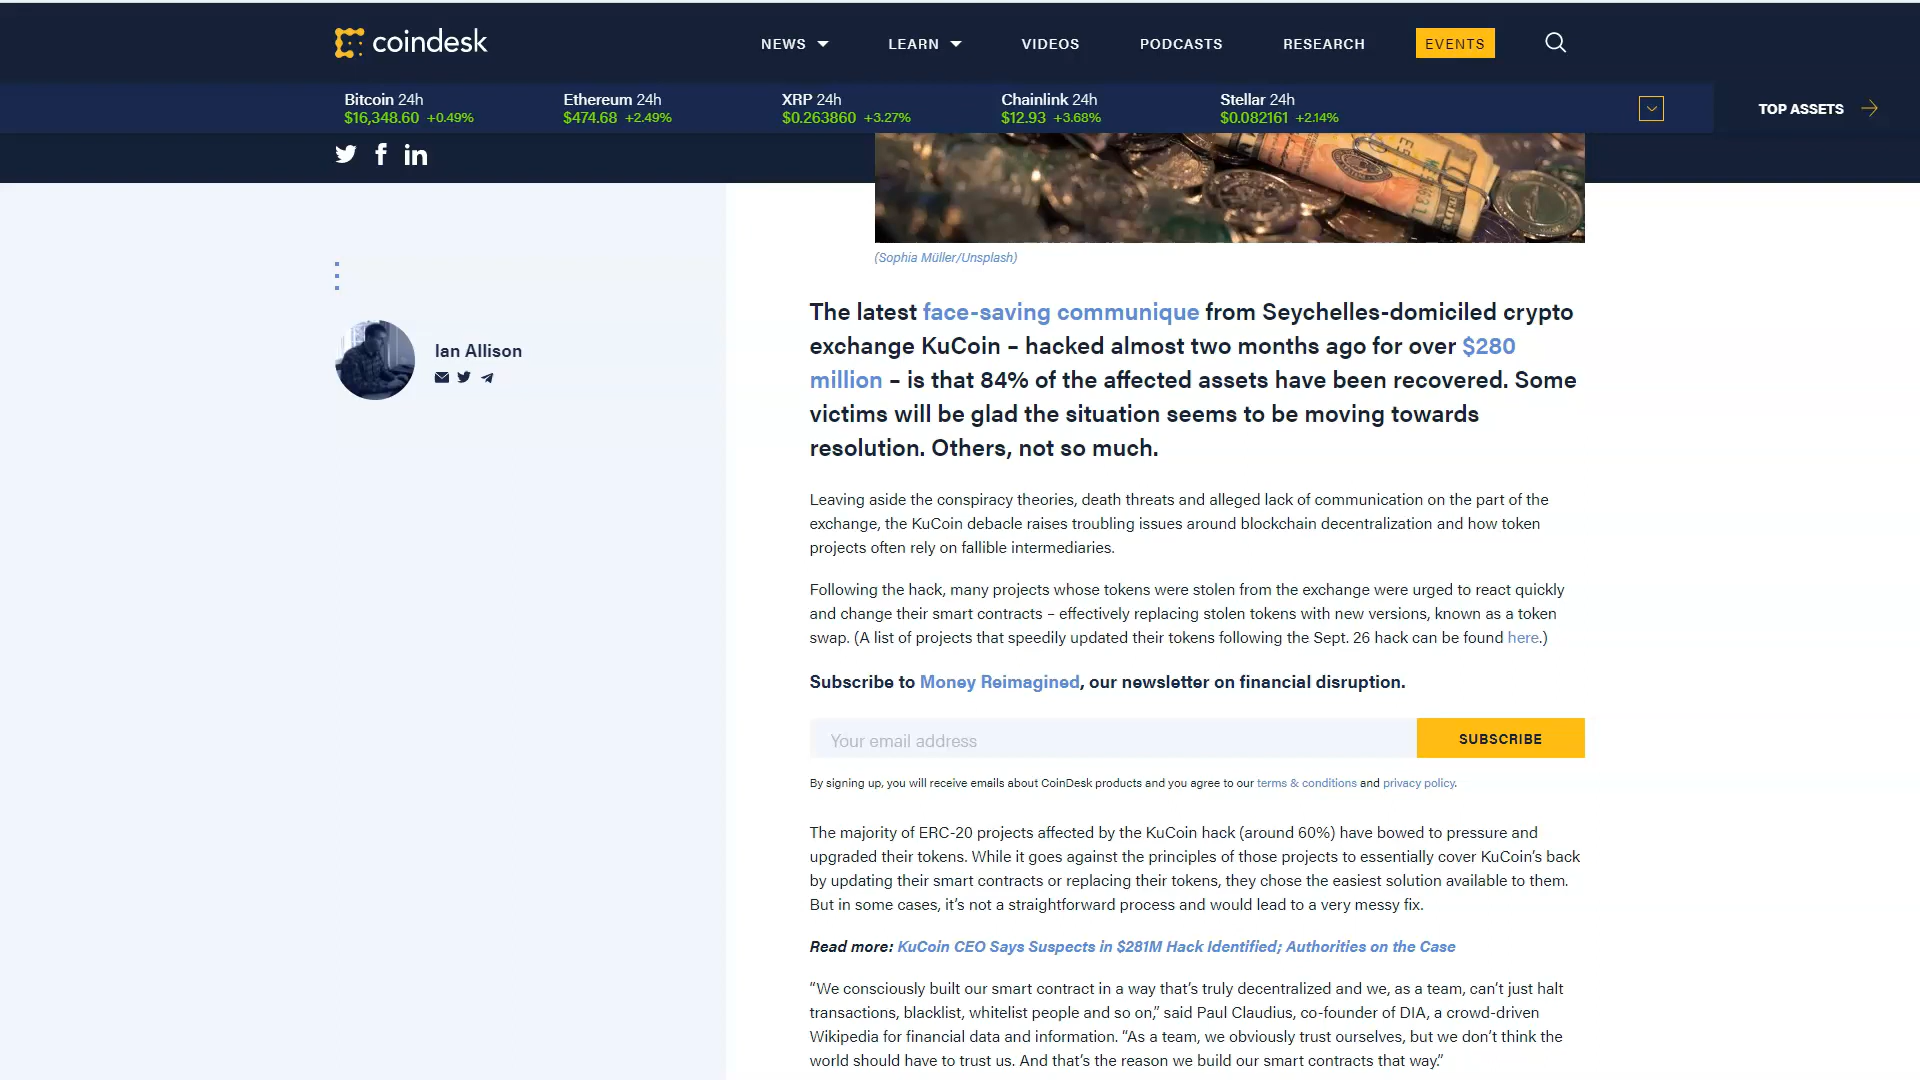 coindesk
NEWS
LEARN
VIDEOS
PODCASTS
RESEARCH
EVENTS
Bitcoin 24h
$16,348.60 +0.49%
Ethereum 24h
$474.68 +2.49%
XRP 24h
$0.263860 +3.27%
Chainlink 24h
$12.93 +3.68%
Stellar 24h
$0.082161 +2.14%
TOP ASSETS
(Sophia Müller/Unsplash)
Ian Allison
The latest face-saving communique from Seychelles-domiciled crypto
exchange KuCoin – hacked almost two months ago for over $280
million – is that 84% of the affected assets have been recovered. Some
victims will be glad the situation seems to be moving towards
resolution. Others, not so much.
Leaving aside the conspiracy theories, death threats and alleged lack of communication on the part of the
exchange, the KuCoin debacle raises troubling issues around blockchain decentralization and how token
projects often rely on fallible intermediaries.
Following the hack, many projects whose tokens were stolen from the exchange were urged to react quickly
and change their smart contracts – effectively replacing stolen tokens with new versions, known as a token
swap. (A list of projects that speedily updated their tokens following the Sept. 26 hack can be found here.)
Subscribe to Money Reimagined, our newsletter on financial disruption.
Your email address
SUBSCRIBE
By signing up, you will receive emails about CoinDesk products and you agree to our terms & conditions and privacy policy.
The majority of ERC-20 projects affected by the KuCoin hack (around 60%) have bowed to pressure and
upgraded their tokens. While it goes against the principles of those projects to essentially cover KuCoin’s back
by updating their smart contracts or replacing their tokens, they chose the easiest solution available to them.
But in some cases, it’s not a straightforward process and would lead to a very messy fix.
Read more: KuCoin CEO Says Suspects in $281M Hack Identified; Authorities on the Case
“We consciously built our smart contract in a way that’s truly decentralized and we, as a team, can’t just halt
transactions, blacklist, whitelist people and so on,” said Paul Claudius, co-founder of DIA, a crowd-driven
Wikipedia for financial data and information. “As a team, we obviously trust ourselves, but we don’t think the
world should have to trust us. And that’s the reason we build our smart contracts that way.”